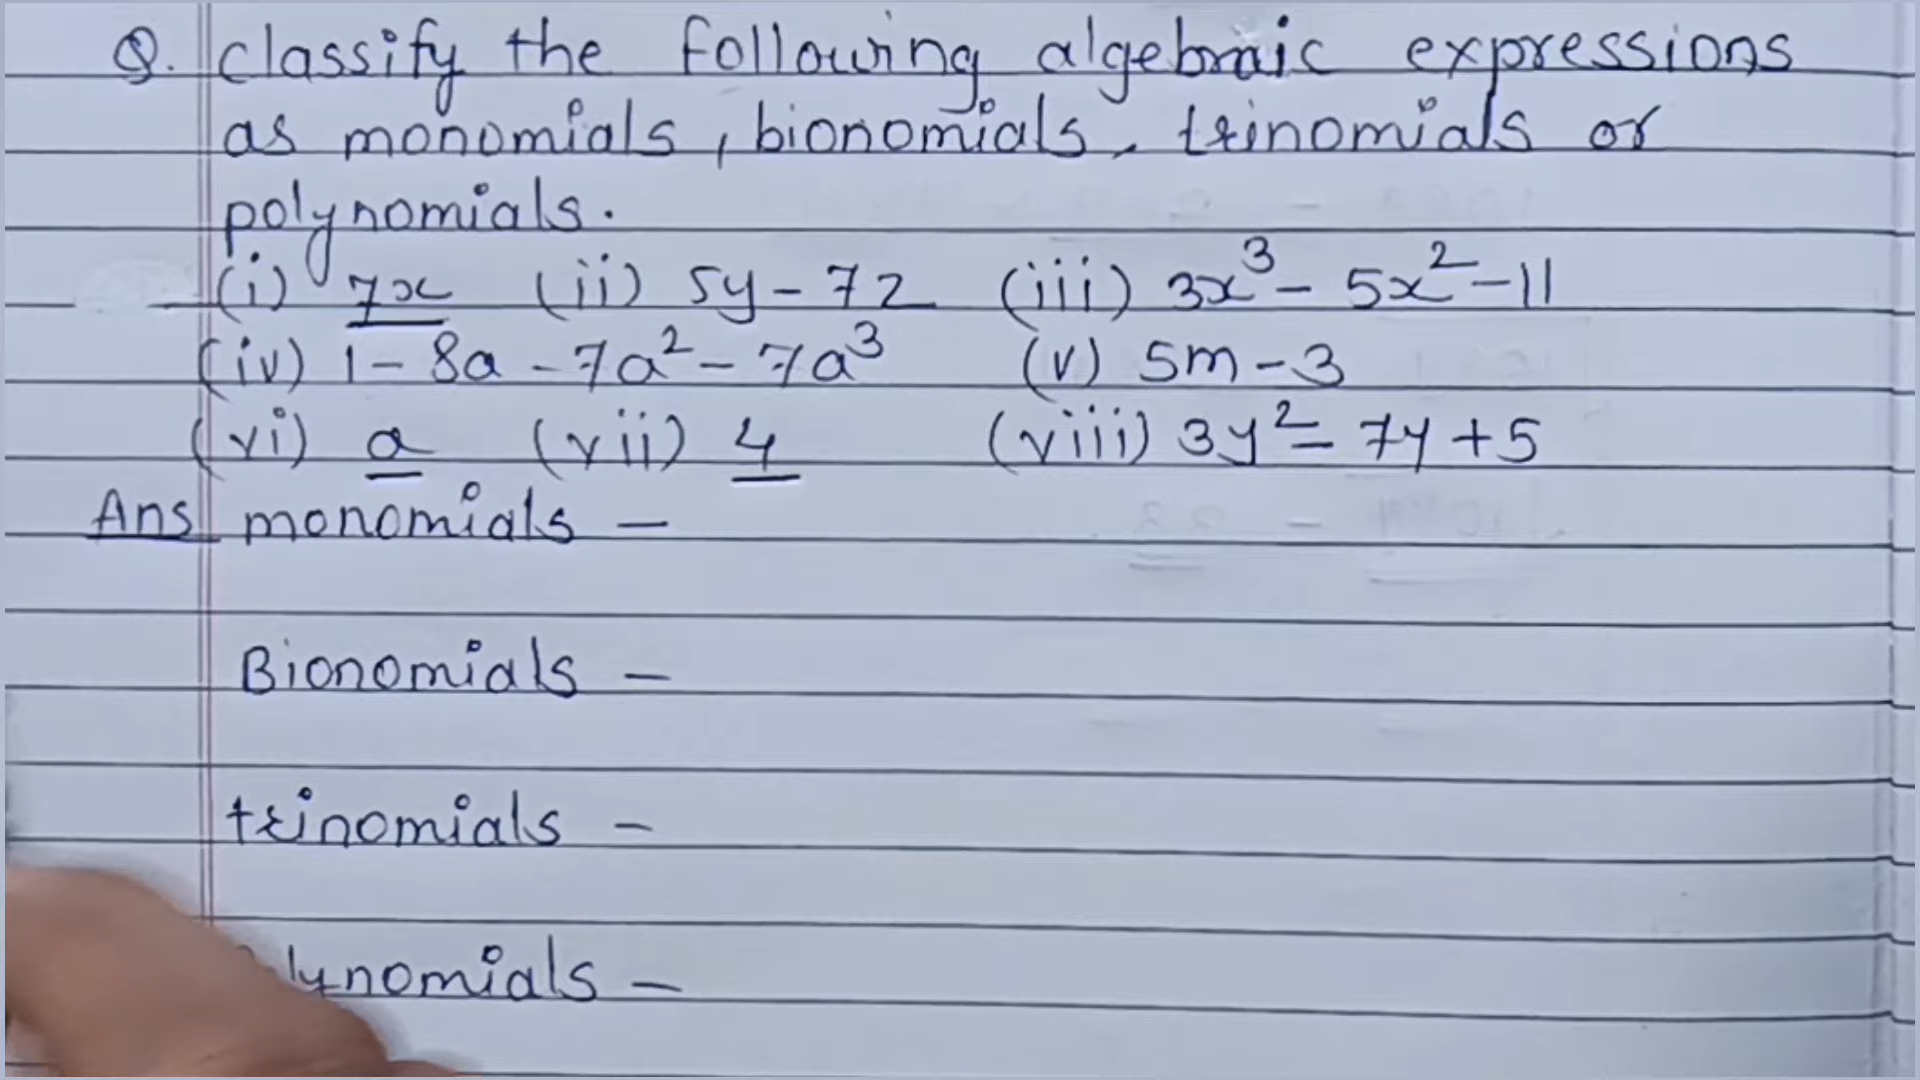 Q. Classify the following algebraic expressions
as monomials, bionomials, trinomials or
polynomials.
(i) 7x (ii) 5y - 7z (iii) 3x³ - 5x² - 11
(iv) 1 - 8a - 7a² - 7a³ (v) 5m - 3
(vi) a (vii) 4 (viii) 3y² - 7y + 5
Ans monomials -
Bionomials -
trinomials -
lynomials -